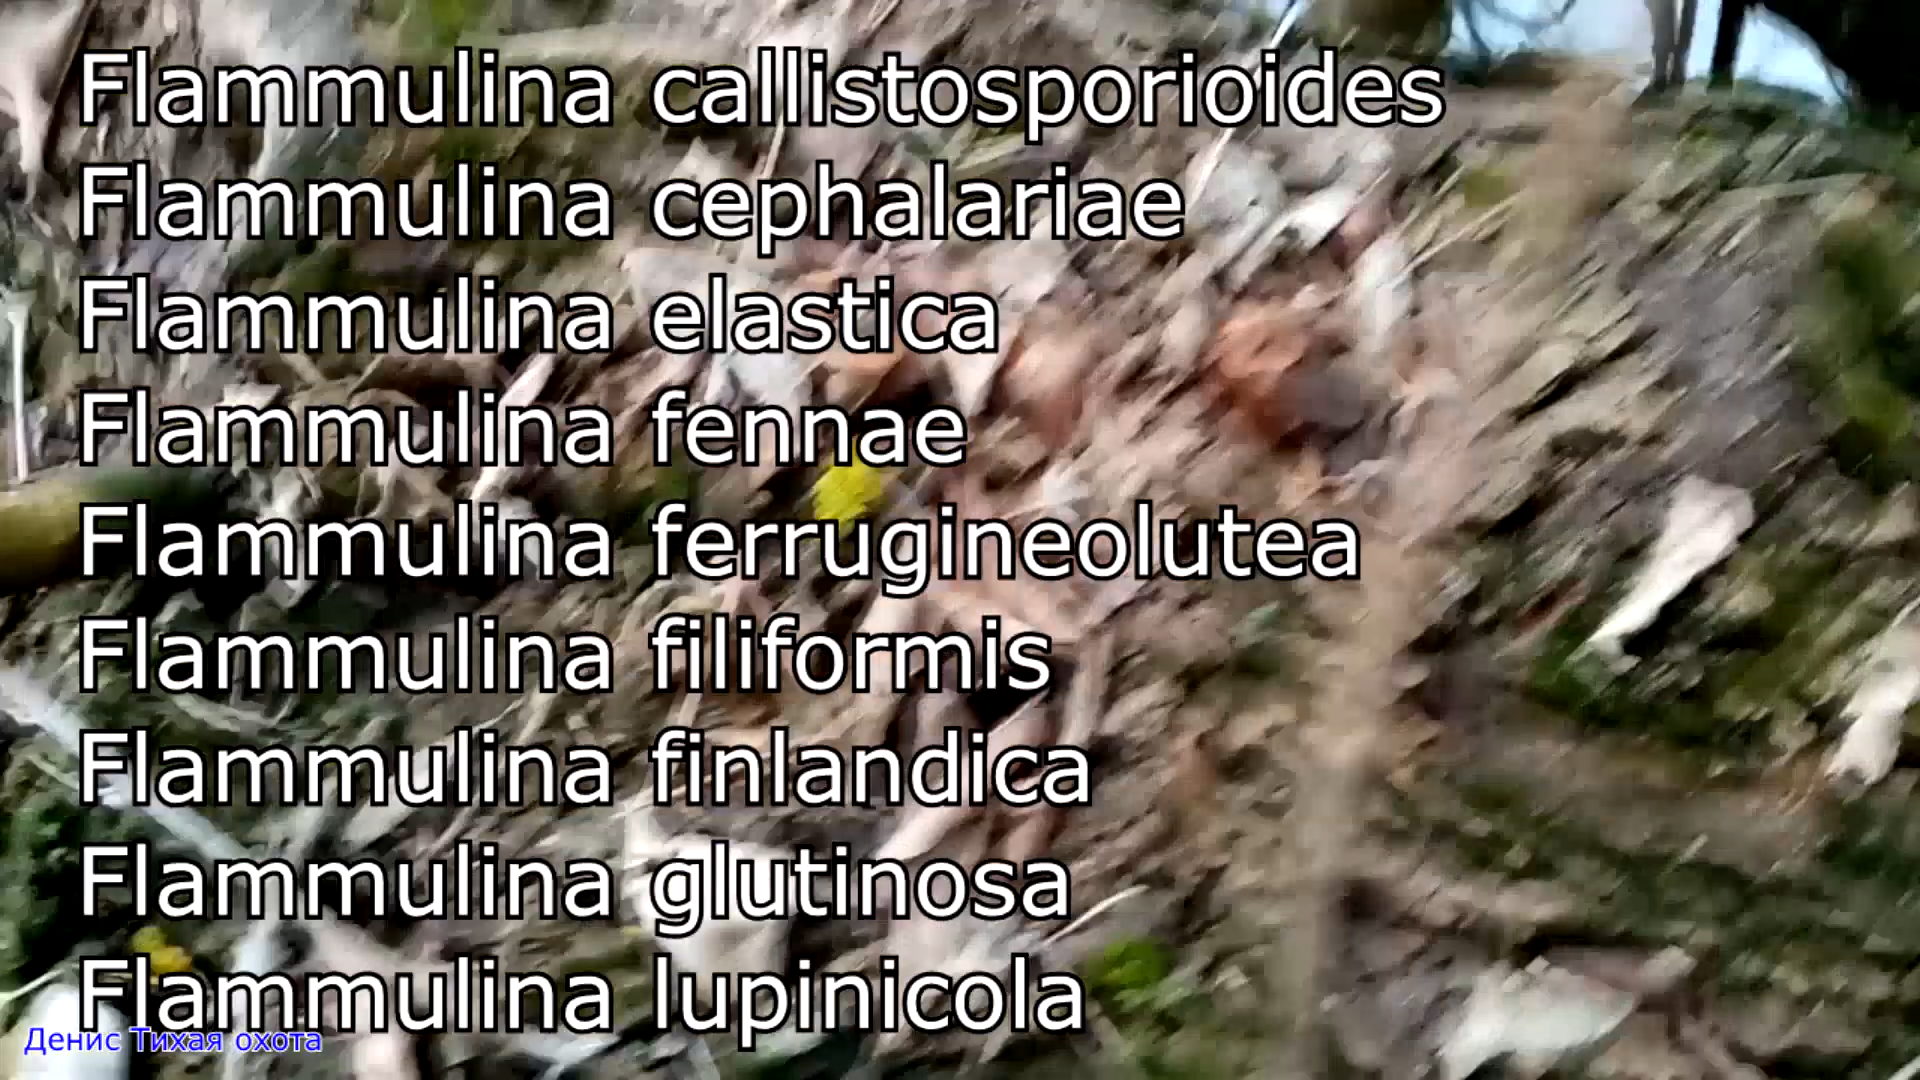 Flammulina callistosporioides
Flammulina cephalariae
Flammulina elastica
Flammulina fennae
Flammulina ferrugineolutea
Flammulina filiformis
Flammulina finlandica
Flammulina glutinosa
Flammulina lupinicola
Денис Тихая охота